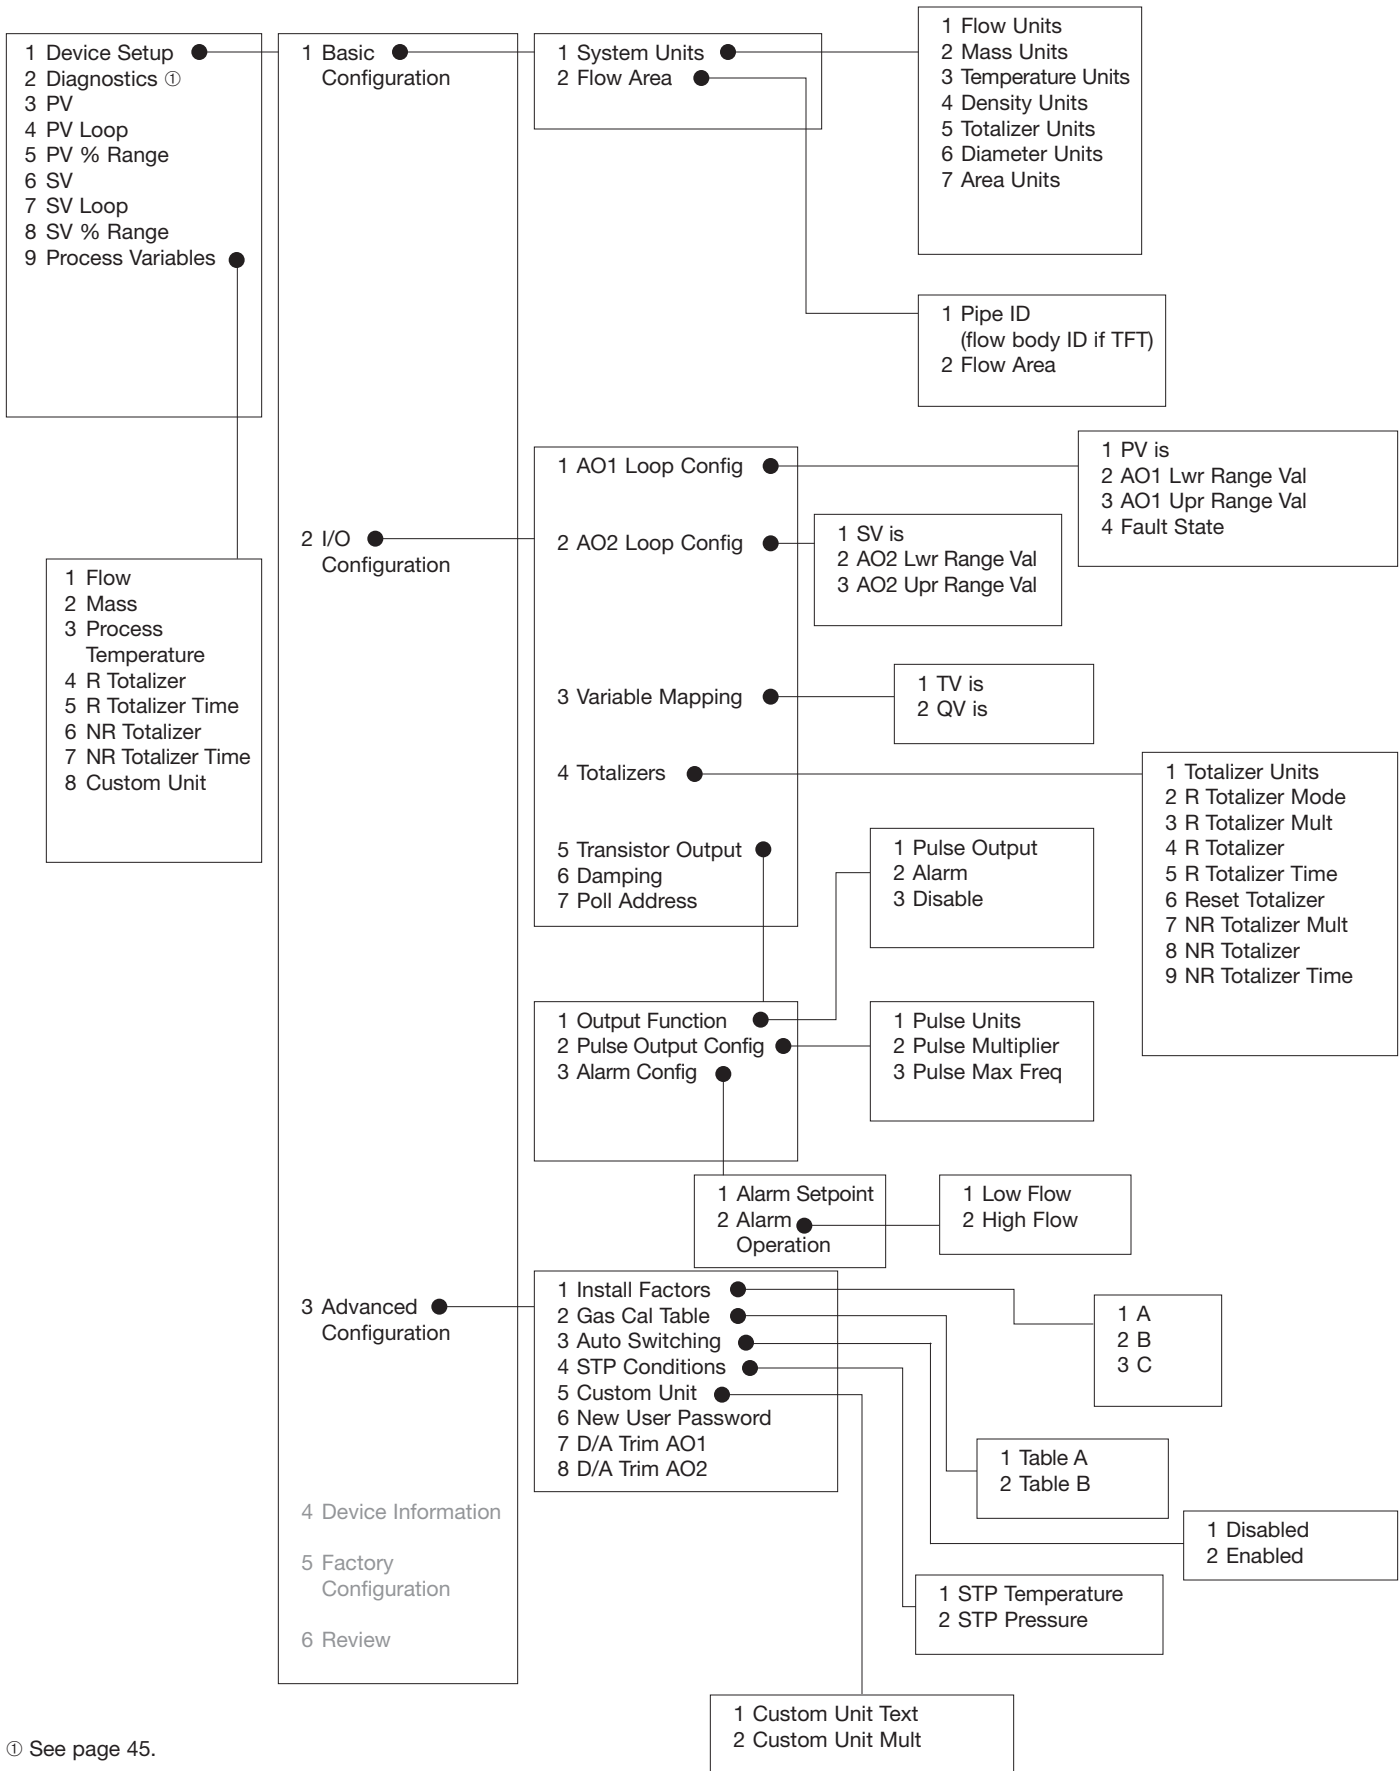 1 Device Setup
2 Diagnostics ①
3 PV
4 PV Loop
5 PV % Range
6 SV
7 SV Loop
8 SV % Range
9 Process Variables
1 Flow
2 Mass
3 Process
Temperature
4 R Totalizer
5 R Totalizer Time
6 NR Totalizer
7 NR Totalizer Time
8 Custom Unit
1 Basic
Configuration
2 I/O
Configuration
3 Advanced
Configuration
4 Device Information
5 Factory
Configuration
6 Review
1 System Units
2 Flow Area
1 Flow Units
2 Mass Units
3 Temperature Units
4 Density Units
5 Totalizer Units
6 Diameter Units
7 Area Units
1 Pipe ID
(flow body ID if TFT)
2 Flow Area
1 AO1 Loop Config
2 AO2 Loop Config
3 Variable Mapping
4 Totalizers
5 Transistor Output
6 Damping
7 Poll Address
1 PV is
2 AO1 Lwr Range Val
3 AO1 Upr Range Val
4 Fault State
1 SV is
2 AO2 Lwr Range Val
3 AO2 Upr Range Val
1 TV is
2 QV is
1 Totalizer Units
2 R Totalizer Mode
3 R Totalizer Mult
4 R Totalizer
5 R Totalizer Time
6 Reset Totalizer
7 NR Totalizer Mult
8 NR Totalizer
9 NR Totalizer Time
1 Pulse Output
2 Alarm
3 Disable
1 Output Function
2 Pulse Output Config
3 Alarm Config
1 Pulse Units
2 Pulse Multiplier
3 Pulse Max Freq
1 Alarm Setpoint
2 Alarm
Operation
1 Low Flow
2 High Flow
1 Install Factors
2 Gas Cal Table
3 Auto Switching
4 STP Conditions
5 Custom Unit
6 New User Password
7 D/A Trim AO1
8 D/A Trim AO2
1 A
2 B
3 C
1 Table A
2 Table B
1 Disabled
2 Enabled
1 STP Temperature
2 STP Pressure
1 Custom Unit Text
2 Custom Unit Mult
① See page 45.